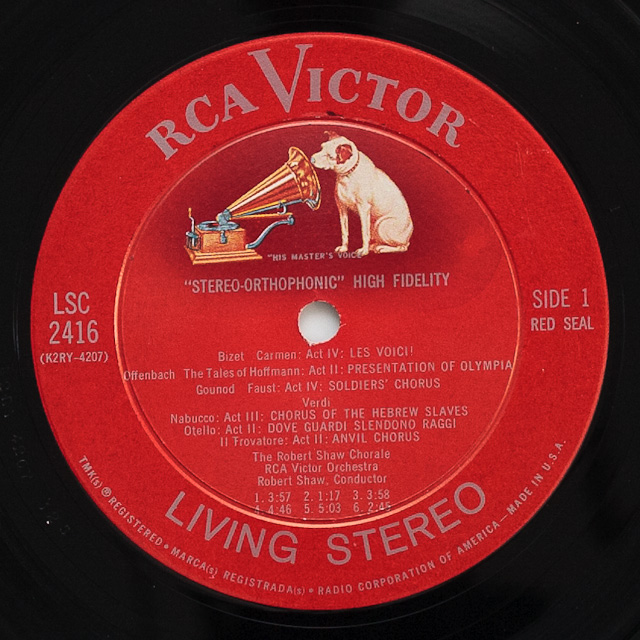 RCA VICTOR
"HIS MASTER'S VOICE"
"STEREO-ORTHOPHONIC" HIGH FIDELITY
LSC
2416
(K2RY-4207)
SIDE 1
RED SEAL
Bizet Carmen: Act IV: LES VOICI!
Offenbach The Tales of Hoffmann: Act II: PRESENTATION OF OLYMPIA
Gounod Faust: Act IV: SOLDIERS' CHORUS
Verdi
Nabucco: Act III: CHORUS OF THE HEBREW SLAVES
Otello: Act II: DOVE GUARDI SLENDONO RAGGI
Il Trovatore: Act II: ANVIL CHORUS
The Robert Shaw Chorale
RCA Victor Orchestra
Robert Shaw, Conductor
1. 3:57 2. 1:17 3. 3:58
4. 4:46 5. 5:03 6. 2:45
LIVING STEREO
TMK(s) ® REGISTERED • MARCA(s) REGISTRADA(s) • RADIO CORPORATION OF AMERICA—MADE IN U.S.A.